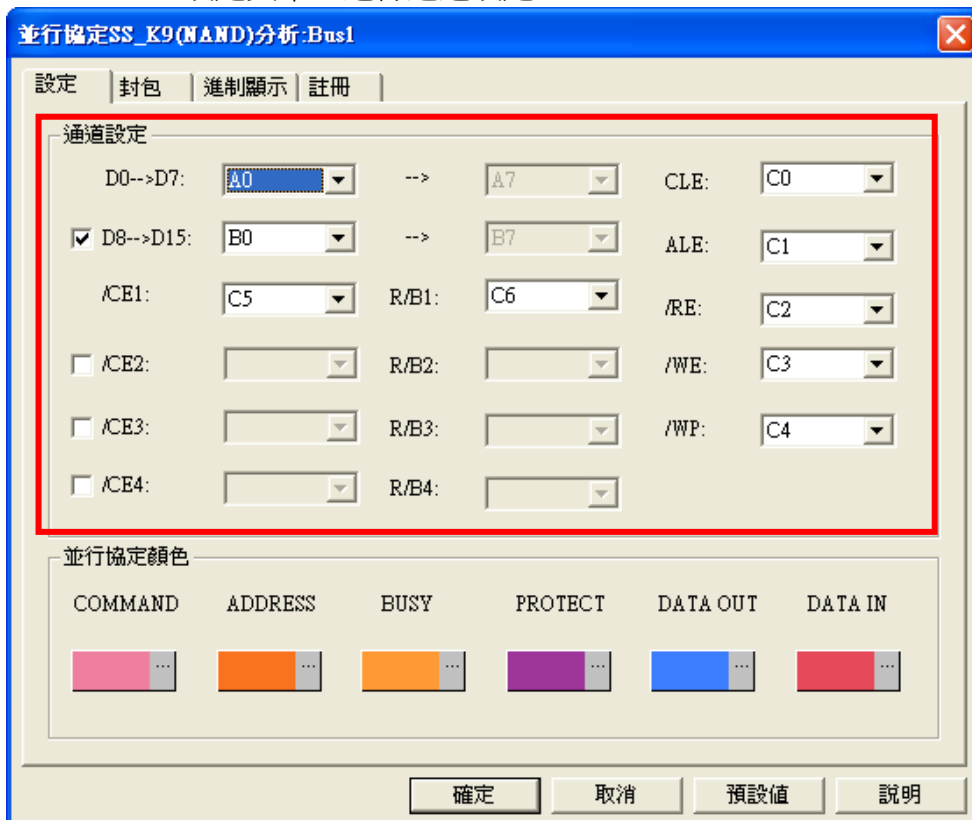 並行協定SS_K9(NAND)分析:Bus1
設定 封包 進制顯示 註冊
通道設定
D0-->D7: A0 --> A7 CLE: C0
D8-->D15: B0 --> B7 ALE: C1
/CE1: C5 R/B1: C6 /RE: C2
/CE2: R/B2: /WE: C3
/CE3: R/B3: /WP: C4
/CE4: R/B4:
並行協定顏色
COMMAND ADDRESS BUSY PROTECT DATA OUT DATA IN
... ... ... ... ... ...
確定 取消 預設值 說明